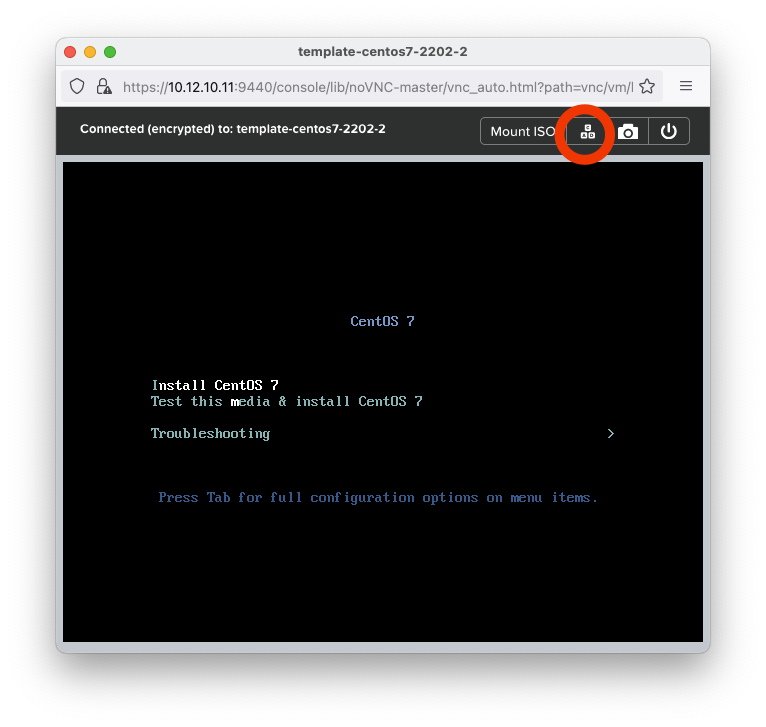 template-centos7-2202-2
https://10.12.10.11:9440/console/lib/noVNC-master/vnc_auto.html?path=vnc/vm/
Connected (encrypted) to: template-centos7-2202-2
Mount ISO
C
A D
CentOS 7
Install CentOS 7
Test this media & install CentOS 7
Troubleshooting >
Press Tab for full configuration options on menu items.